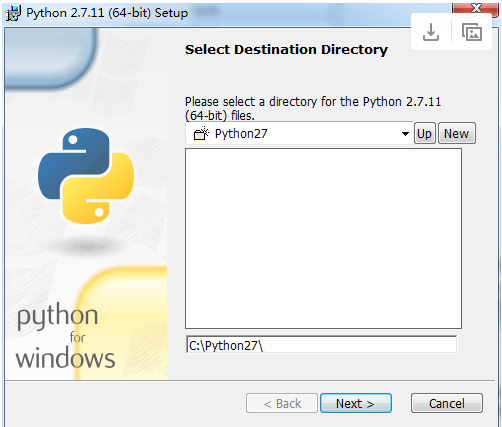 Python 2.7.11 (64-bit) Setup
Select Destination Directory
Please select a directory for the Python 2.7.11
(64-bit) files.
Python27
Up
New
C:\Python27\
python
for
windows
< Back
Next >
Cancel